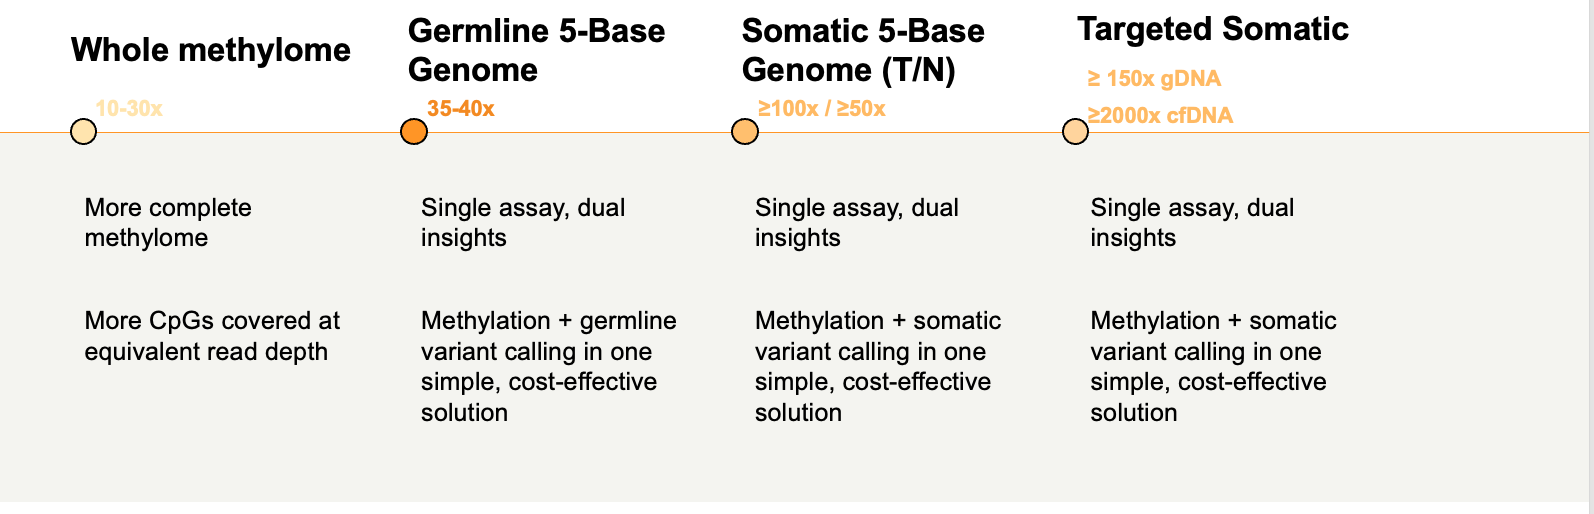 Whole methylome
10-30x
More complete
methylome
More CpGs covered at
equivalent read depth
Germline 5-Base
Genome
35-40x
Single assay, dual
insights
Methylation + germline
variant calling in one
simple, cost-effective
solution
Somatic 5-Base
Genome (T/N)
≥100x / ≥50x
Single assay, dual
insights
Methylation + somatic
variant calling in one
simple, cost-effective
solution
Targeted Somatic
≥ 150x gDNA
≥2000x cfDNA
Single assay, dual
insights
Methylation + somatic
variant calling in one
simple, cost-effective
solution